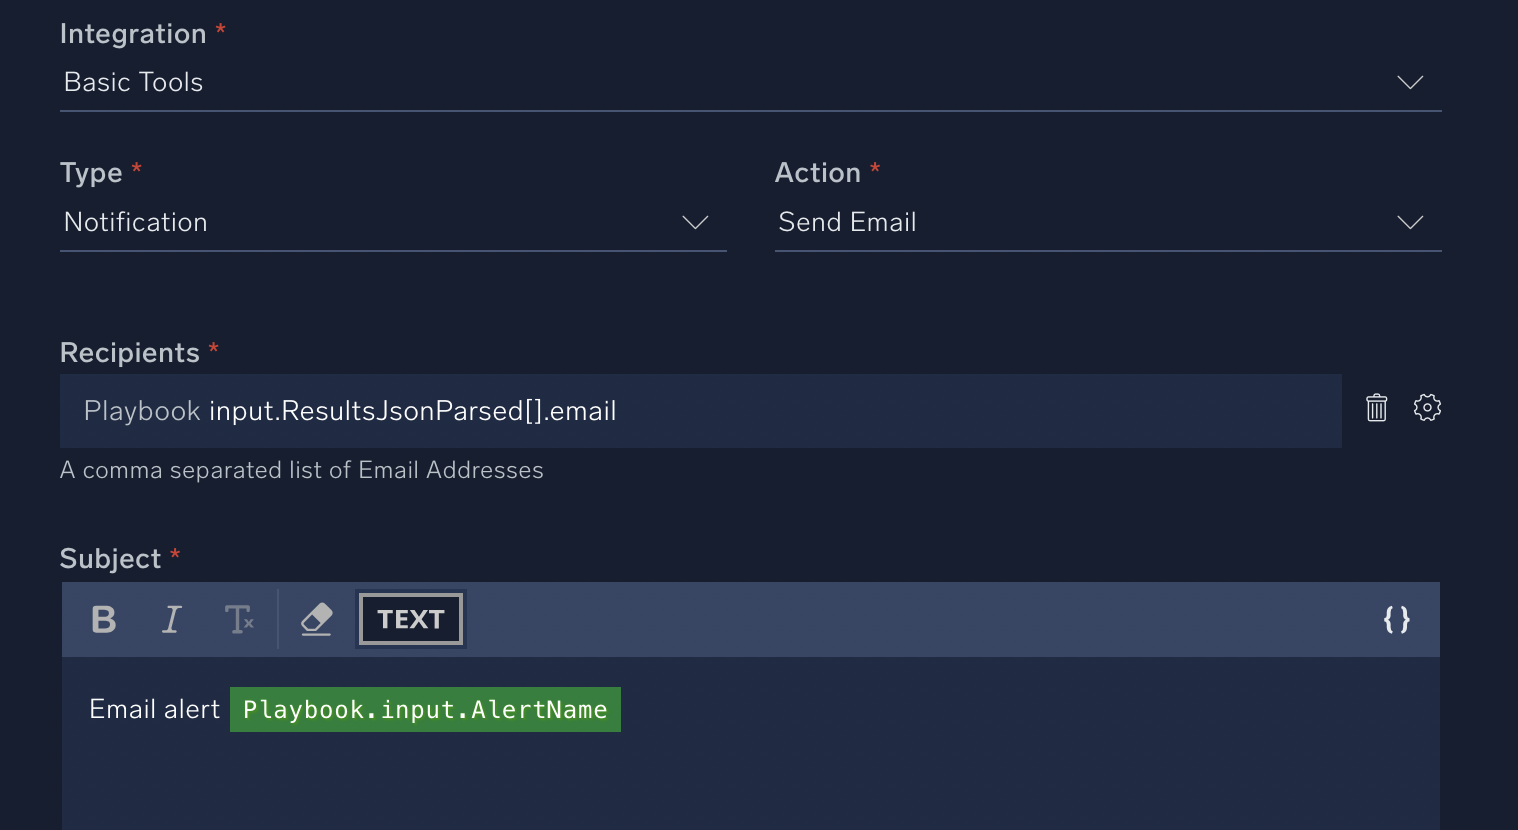 Integration *
Basic Tools
Type *
Action *
Notification
Send Email
Recipients *
Playbook input.ResultsJsonParsed[].email
A comma separated list of Email Addresses
Subject *
B I Tx TEXT {}
Email alert Playbook.input.AlertName